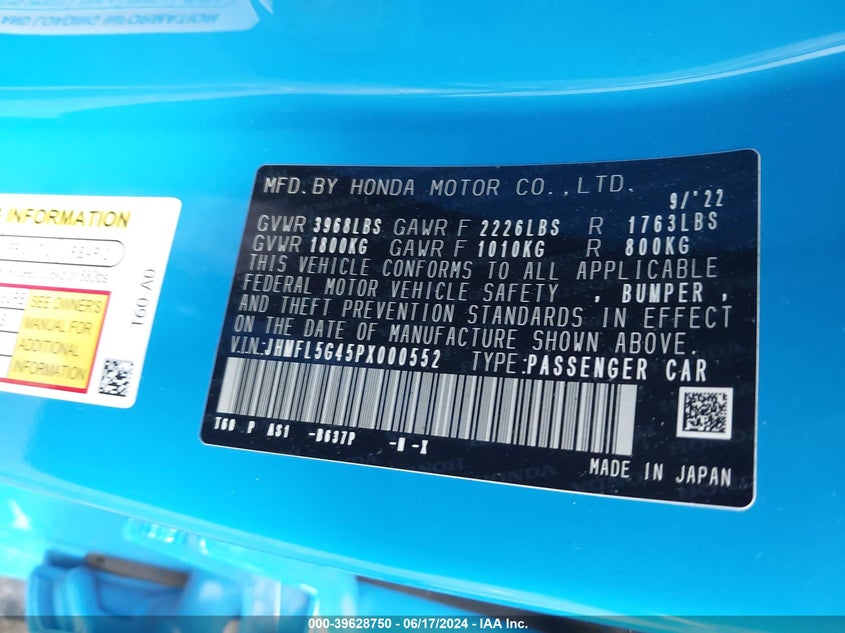 MFD. BY HONDA MOTOR CO.,LTD. 9/'22
GVWR 3968LBS GAWR F 2226LBS R 1763LBS
GVWR 1800KG GAWR F 1010KG R 800KG
THIS VEHICLE CONFORMS TO ALL APPLICABLE
FEDERAL MOTOR VEHICLE SAFETY , BUMPER ,
AND THEFT PREVENTION STANDARDS IN EFFECT
ON THE DATE OF MANUFACTURE SHOWN ABOVE.
V.I.N.:JHMFL5G45PX000552 TYPE:PASSENGER CAR
T60 P A51 -B637P -N -X
MADE IN JAPAN
INFORMATION
SEE OWNER'S
MANUAL FOR
ADDITIONAL
INFORMATION
T60 A0
000-39628750 - 06/17/2024 - IAA Inc.